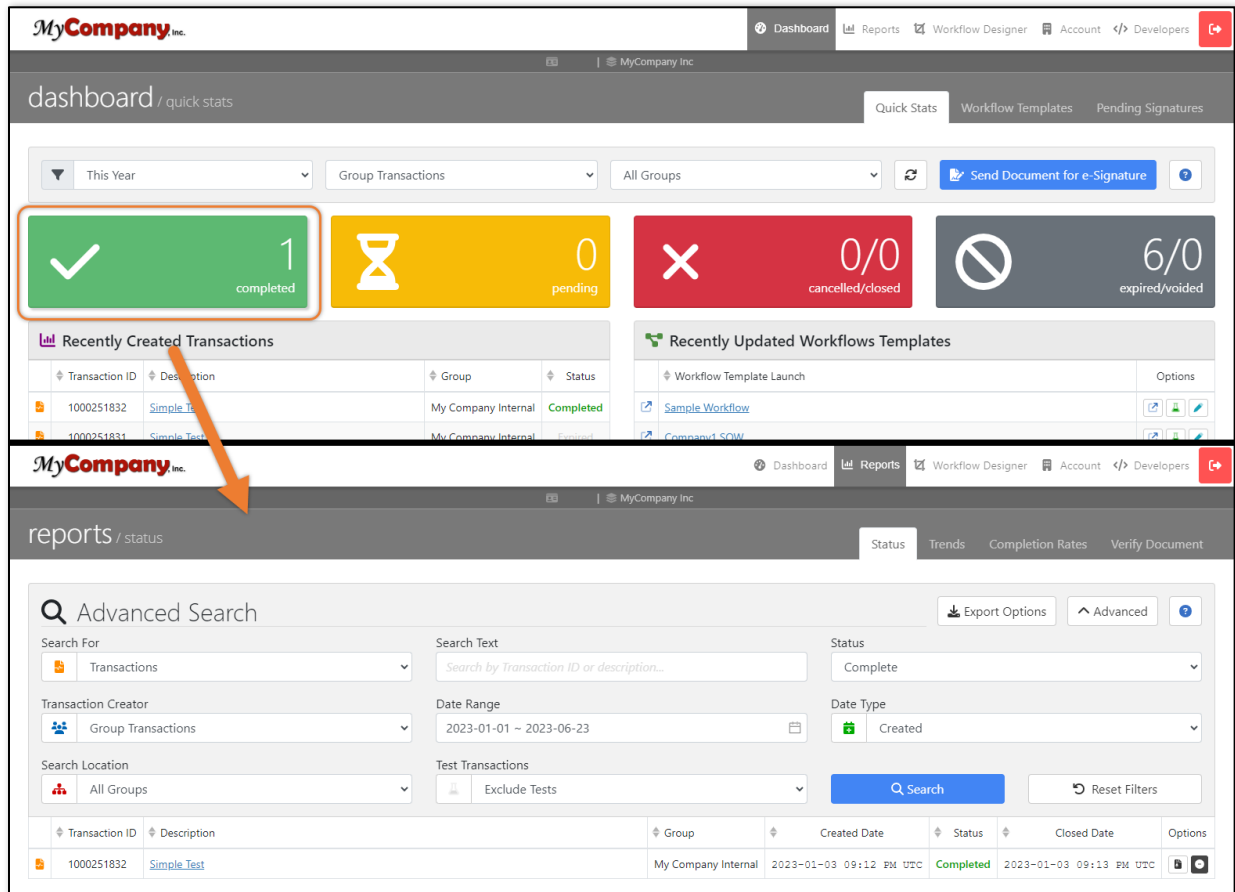 MyCompany, Inc.
Dashboard Reports Workflow Designer Account </> Developers
| MyCompany Inc
dashboard / quick stats
Quick Stats Workflow Templates Pending Signatures
This Year Group Transactions All Groups Send Document for e-Signature ?
1 0 0/0 6/0
completed pending cancelled/closed expired/voided
Recently Created Transactions Recently Updated Workflows Templates
Transaction ID Description Group Status Workflow Template Launch Options
1000251832 Simple Te My Company Internal Completed Sample Workflow
1000251831 Simple Test My Company Internal Expired Company1 SOW
MyCompany, Inc.
Dashboard Reports Workflow Designer Account </> Developers
| MyCompany Inc
reports / status
Status Trends Completion Rates Verify Document
Advanced Search Export Options Advanced ?
Search For Search Text Status
Transactions Search by Transaction ID or description... Complete
Transaction Creator Date Range Date Type
Group Transactions 2023-01-01 ~ 2023-06-23 Created
Search Location Test Transactions
All Groups Exclude Tests Search Reset Filters
Transaction ID Description Group Created Date Status Closed Date Options
1000251832 Simple Test My Company Internal 2023-01-03 09:12 PM UTC Completed 2023-01-03 09:13 PM UTC